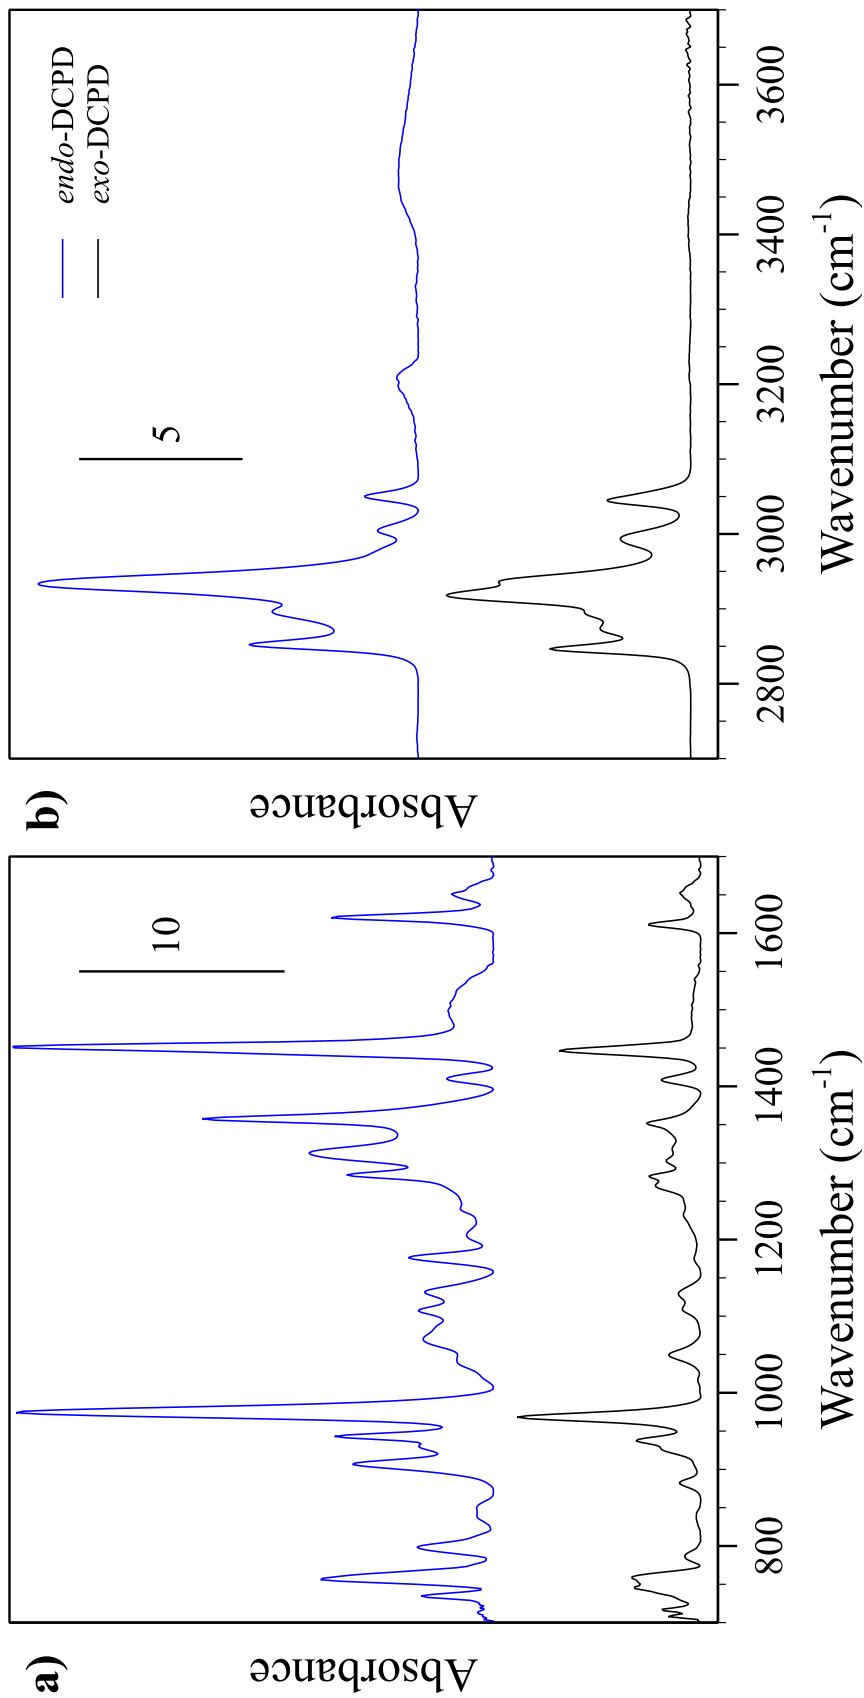 a)
Absorbance
10
800
1000
1200
1400
1600
Wavenumber (cm⁻¹)
b)
Absorbance
endo-DCPD
exo-DCPD
5
2800
3000
3200
3400
3600
Wavenumber (cm⁻¹)